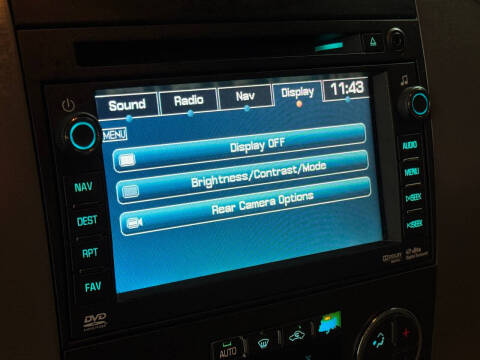 Sound Radio Nav Display 11:43
MENU
Display OFF
Brightness/Contrast/Mode
Rear Camera Options
NAV
DEST
RPT
FAV
AUDIO
MENU
SEEK
SEEK
DVD
DOLBY
AUTO